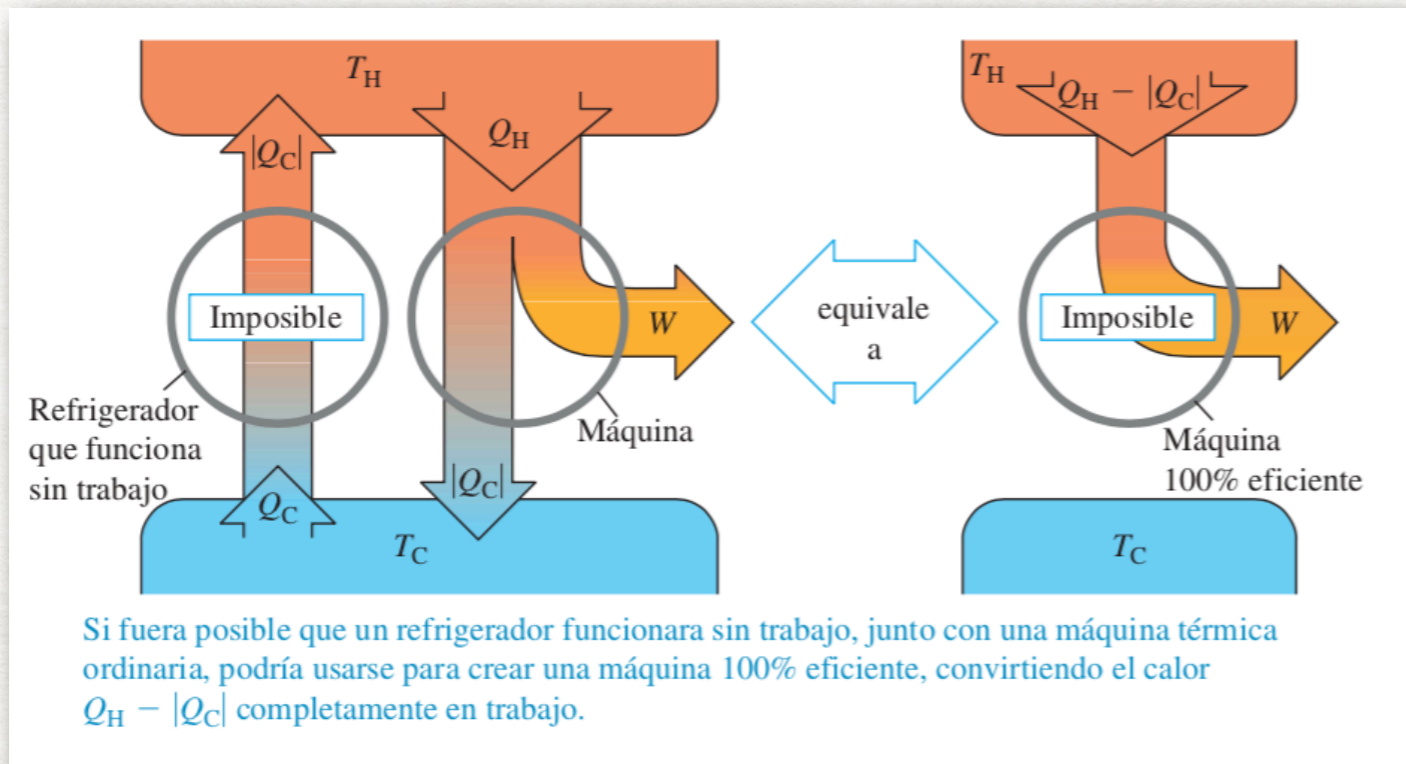 T_H
T_H
Q_H − |Q_C|
|Q_C|
Q_H
Imposible
W
equivale
a
Imposible
W
Refrigerador
que funciona
sin trabajo
Máquina
Máquina
100% eficiente
Q_C
|Q_C|
T_C
T_C
Si fuera posible que un refrigerador funcionara sin trabajo, junto con una máquina térmica
ordinaria, podría usarse para crear una máquina 100% eficiente, convirtiendo el calor
Q_H − |Q_C| completamente en trabajo.